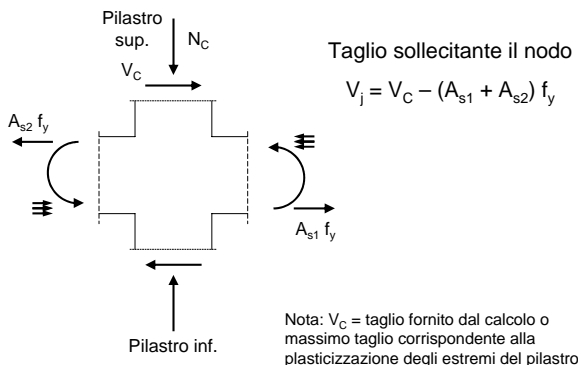 Pilastro
sup.
N_C
V_C
Taglio sollecitante il nodo
V_j = V_C – (A_s1 + A_s2) f_y
A_s2 f_y
A_s1 f_y
Pilastro inf.
Nota: V_C = taglio fornito dal calcolo o
massimo taglio corrispondente alla
plasticizzazione degli estremi del pilastro